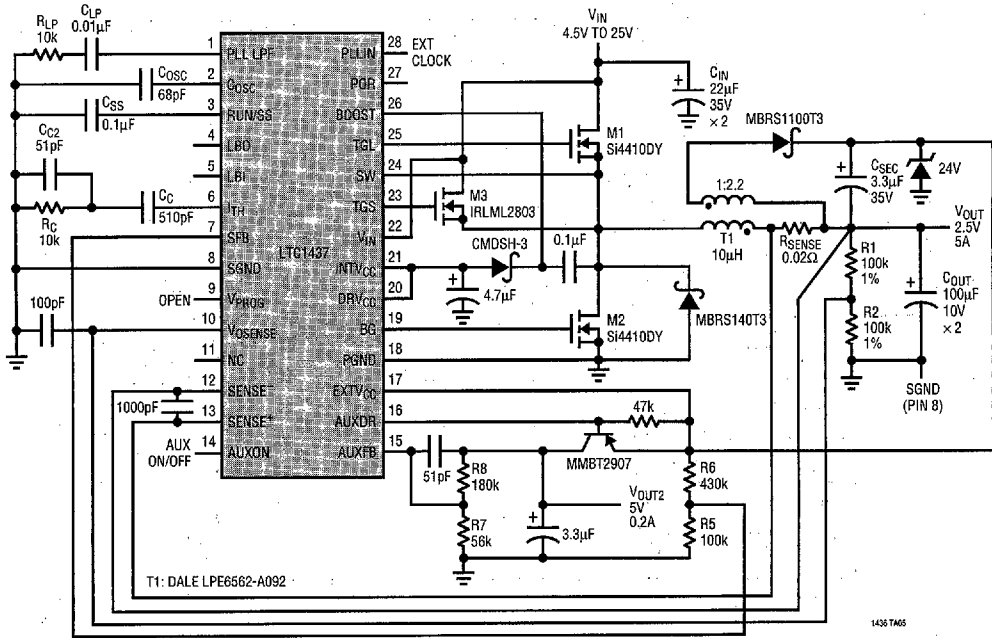 RLP
10k
CLP
0.01µF
COSC
68pF
CSS
0.1µF
CC2
51pF
RC
10k
CC
510pF
OPEN
100pF
1000pF
AUX
ON/OFF
1
PLL LPF
2
COSC
3
RUN/SS
4
LBO
5
LBI
6
ITH
7
SFB
8
SGND
9
VPROG
10
VOSENSE
11
NC
12
SENSE–
13
SENSE+
14
AUXON
LTC1437
28
PLLIN
EXT
CLOCK
27
POR
26
BOOST
25
TGL
24
SW
23
TGS
22
VIN
21
INTVCC
20
DRVCC
19
BG
18
PGND
17
EXTVCC
16
AUXDR
15
AUXFB
VIN
4.5V TO 25V
+
CIN
22µF
35V
×2
M1
Si4410DY
M3
IRLML2803
CMDSH-3
0.1µF
+
4.7µF
M2
Si4410DY
MBRS140T3
MBRS1100T3
+
CSEC
3.3µF
35V
24V
1:2.2
T1
10µH
RSENSE
0.02Ω
VOUT
2.5V
5A
R1
100k
1%
R2
100k
1%
+
COUT
100µF
10V
×2
SGND
(PIN 8)
47k
MMBT2907
51pF
R8
180k
R7
56k
+
3.3µF
VOUT2
5V
0.2A
R6
430k
R5
100k
T1: DALE LPE6562-A092
1436 TA05